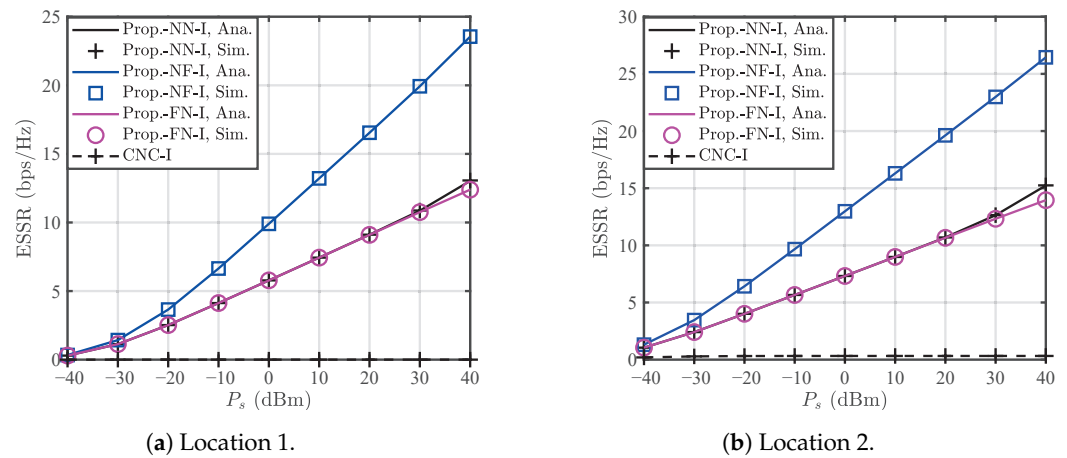 ESSR (bps/Hz)
25
20
15
10
5
0
Prop.-NN-I, Ana.
Prop.-NN-I, Sim.
Prop.-NF-I, Ana.
Prop.-NF-I, Sim.
Prop.-FN-I, Ana.
Prop.-FN-I, Sim.
CNC-I
−40 −30 −20 −10 0 10 20 30 40
P_s (dBm)
(a) Location 1.
ESSR (bps/Hz)
30
25
20
15
10
5
0
Prop.-NN-I, Ana.
Prop.-NN-I, Sim.
Prop.-NF-I, Ana.
Prop.-NF-I, Sim.
Prop.-FN-I, Ana.
Prop.-FN-I, Sim.
CNC-I
−40 −30 −20 −10 0 10 20 30 40
P_s (dBm)
(b) Location 2.